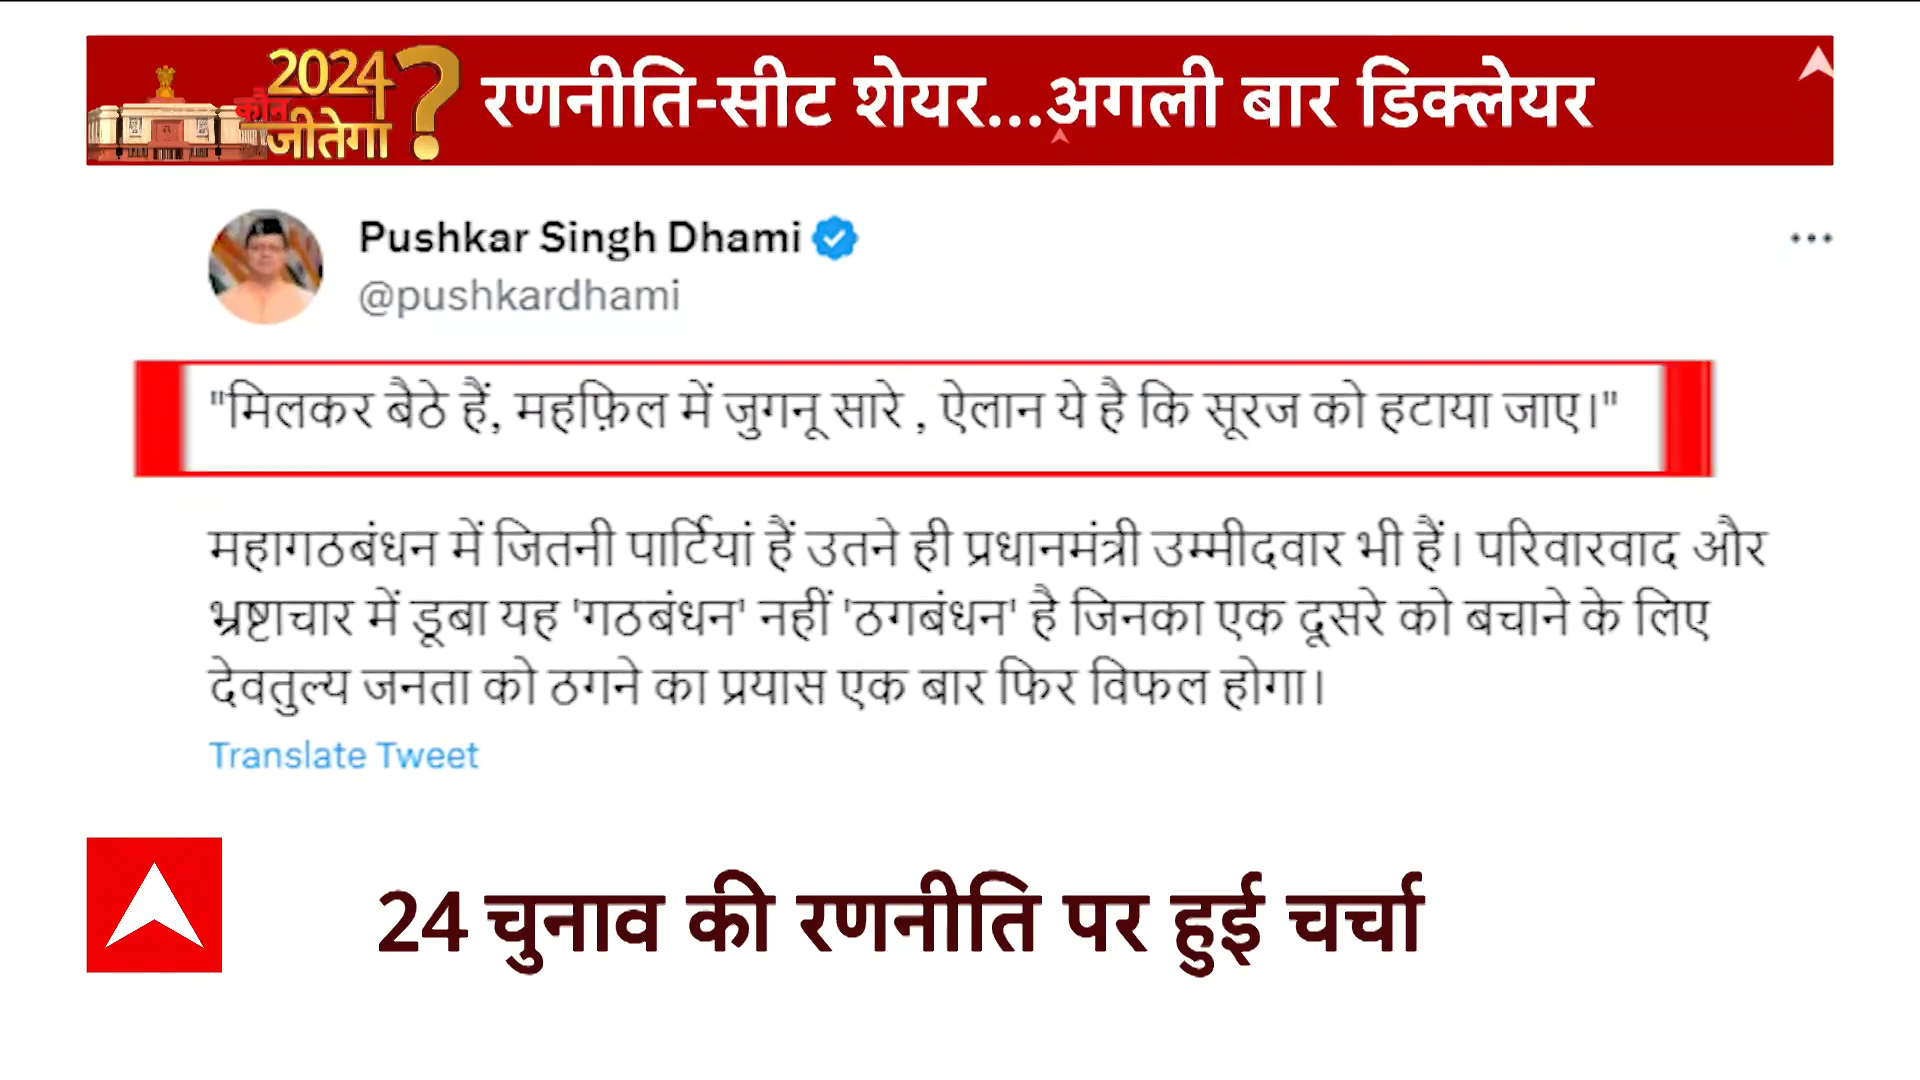 2024
कौन
जीतेगा
?
रणनीति-सीट शेयर...अगली बार डिक्लेयर
Pushkar Singh Dhami
@pushkardhami
"मिलकर बैठे हैं, महफ़िल में जुगनू सारे , ऐलान ये है कि सूरज को हटाया जाए।"
महागठबंधन में जितनी पार्टियां हैं उतने ही प्रधानमंत्री उम्मीदवार भी हैं। परिवारवाद और
भ्रष्टाचार में डूबा यह 'गठबंधन' नहीं 'ठगबंधन' है जिनका एक दूसरे को बचाने के लिए
देवतुल्य जनता को ठगने का प्रयास एक बार फिर विफल होगा।
Translate Tweet
24 चुनाव की रणनीति पर हुई चर्चा